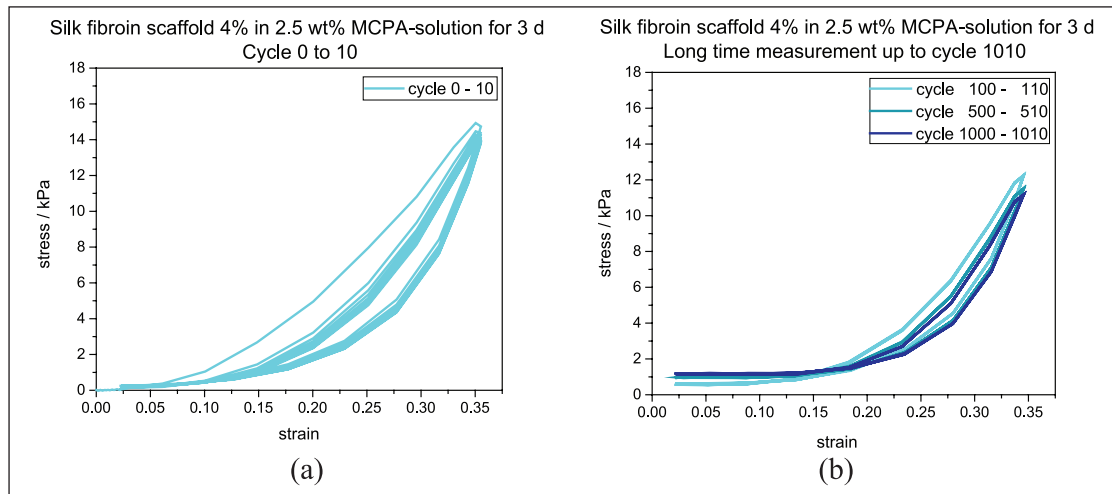 Silk fibroin scaffold 4% in 2.5 wt% MCPA-solution for 3 d
Cycle 0 to 10
18
16
14
12
10
8
6
4
2
0
stress / kPa
cycle 0 - 10
0.00 0.05 0.10 0.15 0.20 0.25 0.30 0.35
strain
(a)
Silk fibroin scaffold 4% in 2.5 wt% MCPA-solution for 3 d
Long time measurement up to cycle 1010
18
16
14
12
10
8
6
4
2
0
stress / kPa
cycle 100 - 110
cycle 500 - 510
cycle 1000 - 1010
0.00 0.05 0.10 0.15 0.20 0.25 0.30 0.35
strain
(b)